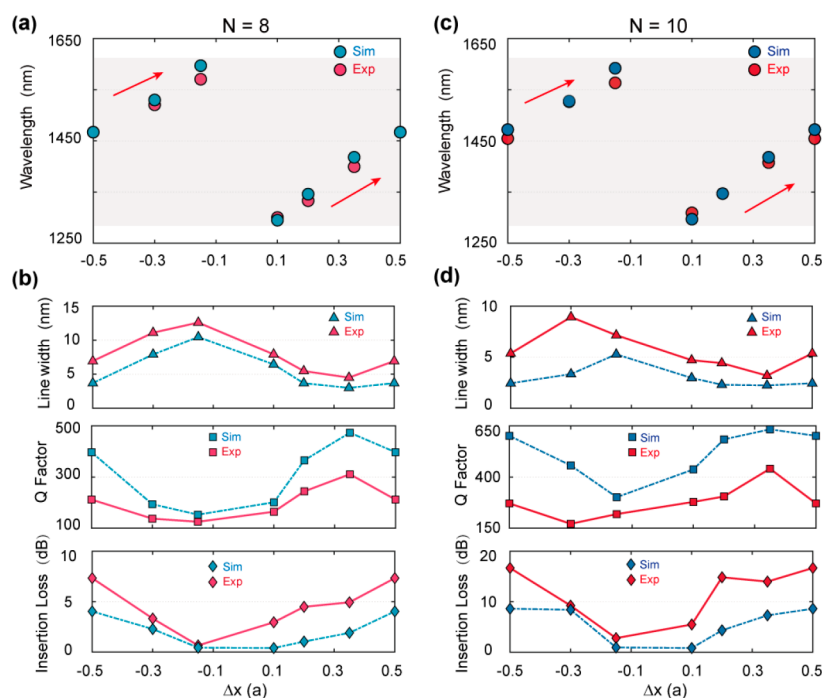 (a)
N = 8
1650
1450
1250
Wavelength (nm)
Sim
Exp
-0.5
-0.3
-0.1
0.1
0.3
0.5
(c)
N = 10
1650
1450
1250
Wavelength (nm)
Sim
Exp
-0.5
-0.3
-0.1
0.1
0.3
0.5
(b)
15
10
5
0
Line width (nm)
Sim
Exp
500
300
100
Q Factor
Sim
Exp
10
5
0
Insertion Loss (dB)
Sim
Exp
-0.5
-0.3
-0.1
0.1
0.3
0.5
Δx (a)
(d)
10
5
0
Line width (nm)
Sim
Exp
650
400
150
Q Factor
Sim
Exp
20
10
0
Insertion Loss (dB)
Sim
Exp
-0.5
-0.3
-0.1
0.1
0.3
0.5
Δx (a)